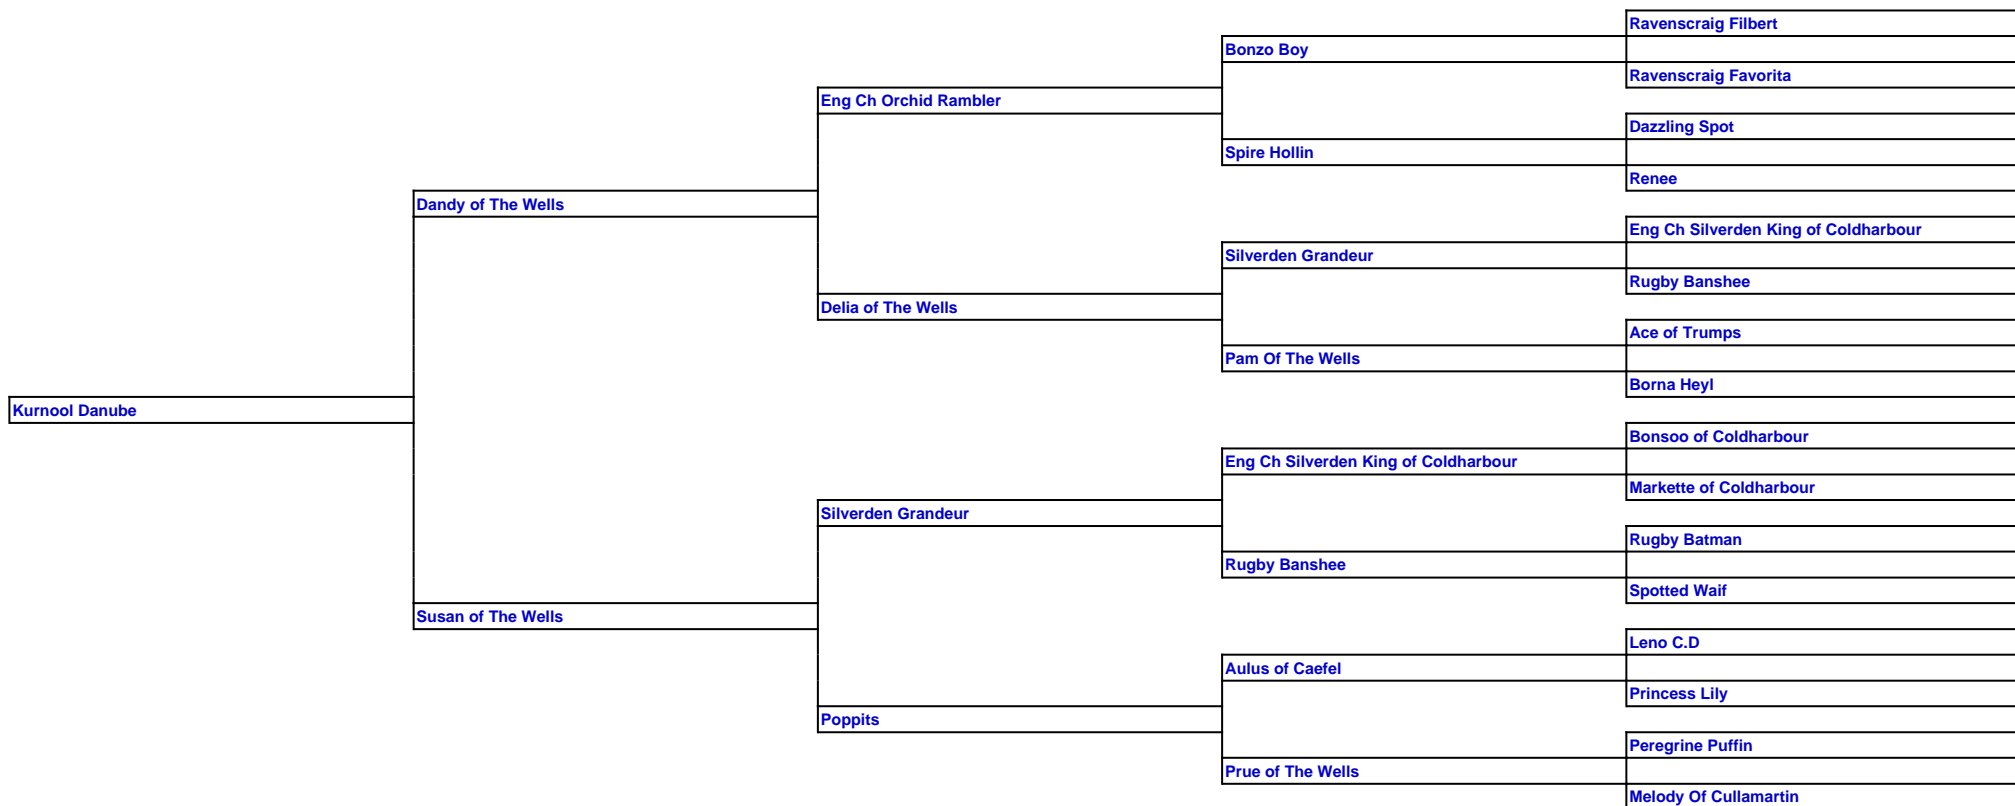 Ravenscraig Filbert
Bonzo Boy
Ravenscraig Favorita
Eng Ch Orchid Rambler
Dazzling Spot
Spire Hollin
Renee
Dandy of The Wells
Eng Ch Silverden King of Coldharbour
Silverden Grandeur
Rugby Banshee
Delia of The Wells
Ace of Trumps
Pam Of The Wells
Borna Heyl
Kurnool Danube
Bonsoo of Coldharbour
Eng Ch Silverden King of Coldharbour
Markette of Coldharbour
Silverden Grandeur
Rugby Batman
Rugby Banshee
Spotted Waif
Susan of The Wells
Leno C.D
Aulus of Caefel
Princess Lily
Poppits
Peregrine Puffin
Prue of The Wells
Melody Of Cullamartin